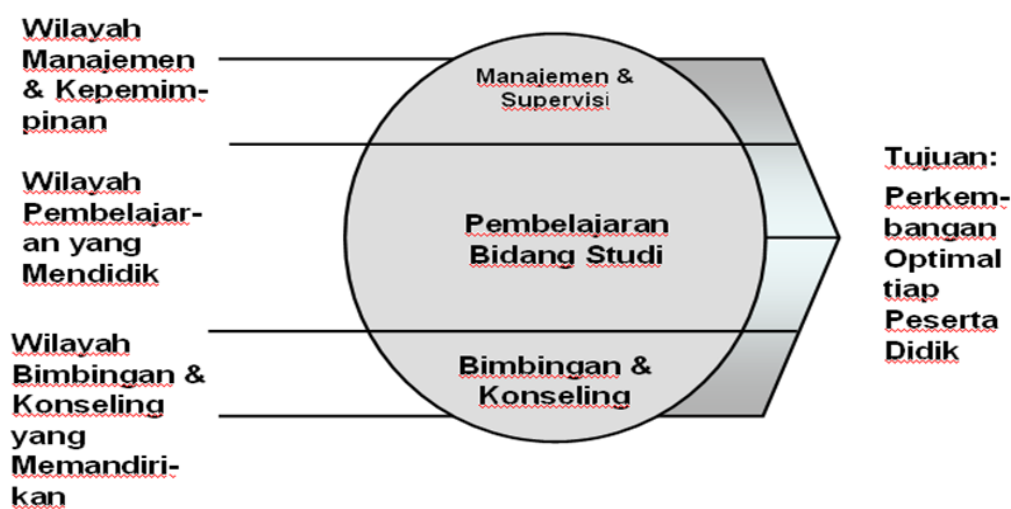 Wilayah
Manajemen
& Kepemim-
pinan
Wilayah
Pembelajar-
an yang
Mendidik
Wilayah
Bimbingan &
Konseling
yang
Memandiri-
kan
Manajemen &
Supervisi
Pembelajaran
Bidang Studi
Bimbingan &
Konseling
Tujuan:
Perkem-
bangan
Optimal
tiap
Peserta
Didik